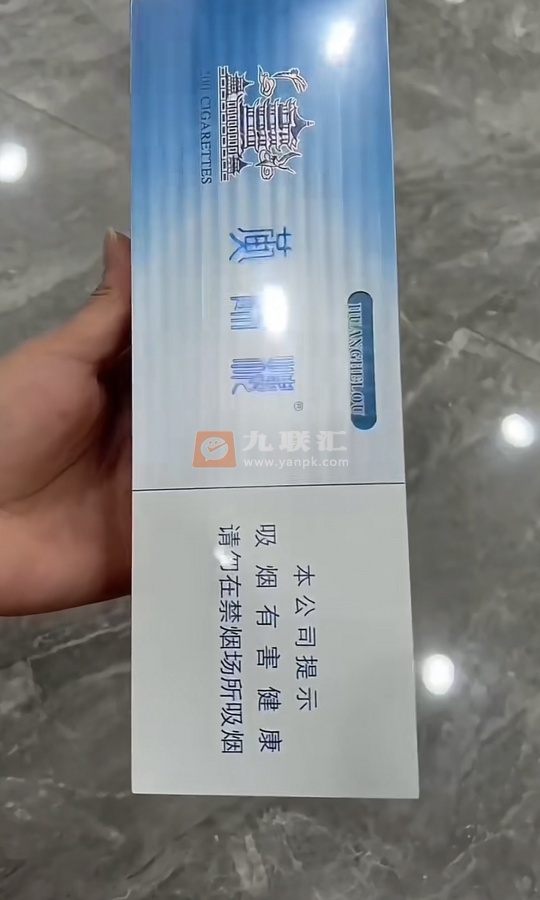 HUANGHELOU
黄鹤楼®
CIGARETTES
九联汇
www.yanpk.com
本公司提示
吸烟有害健康
请勿在禁烟场所吸烟